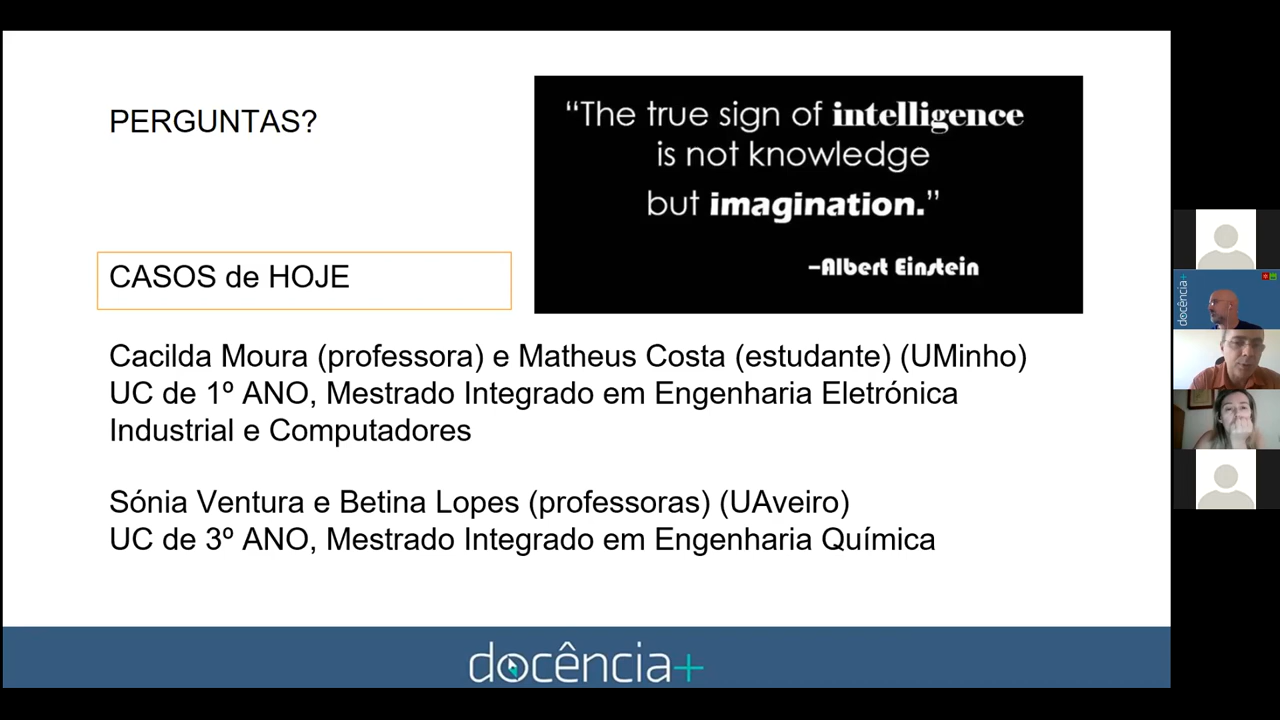 PERGUNTAS?
“The true sign of intelligence
is not knowledge
but imagination.”
–Albert Einstein
CASOS de HOJE
Cacilda Moura (professora) e Matheus Costa (estudante) (UMinho)
UC de 1º ANO, Mestrado Integrado em Engenharia Eletrónica
Industrial e Computadores
Sónia Ventura e Betina Lopes (professoras) (UAveiro)
UC de 3º ANO, Mestrado Integrado em Engenharia Química
docência+
docência+